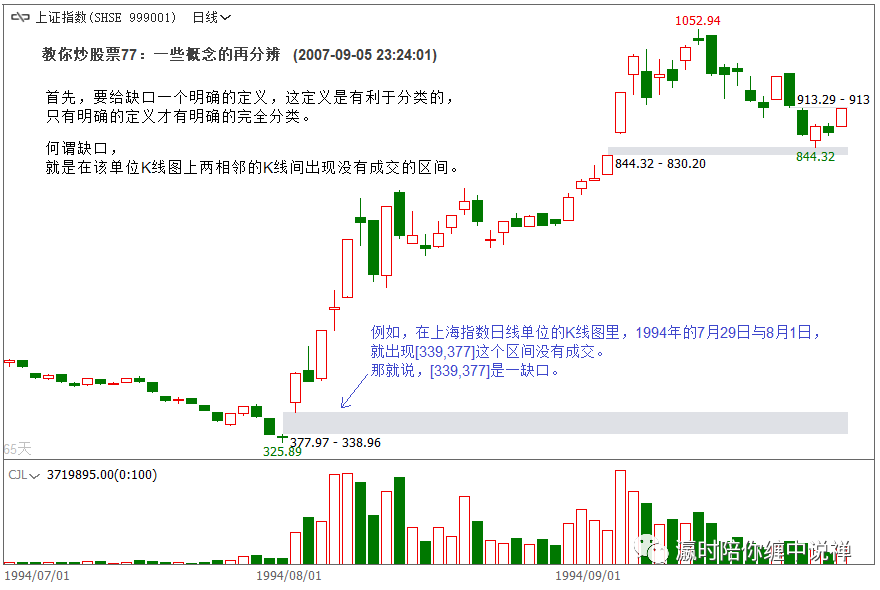 上证指数(SHSE 999001) 日线
1052.94
教你炒股票77：一些概念的再分辨 (2007-09-05 23:24:01)
首先，要给缺口一个明确的定义，这定义是有利于分类的，
只有明确的定义才有明确的完全分类。
913.29 - 913
何谓缺口，
就是在该单位K线图上两相邻的K线间出现没有成交的区间。
844.32
844.32 - 830.20
例如，在上海指数日线单位的K线图里，1994年的7月29日与8月1日，
就出现[339,377]这个区间没有成交。
那就说，[339,377]是一缺口。
377.97 - 338.96
65天
325.89
CJL 3719895.00(0:100)
瀛时陪你缠中说禅
1994/07/01 1994/08/01 1994/09/01